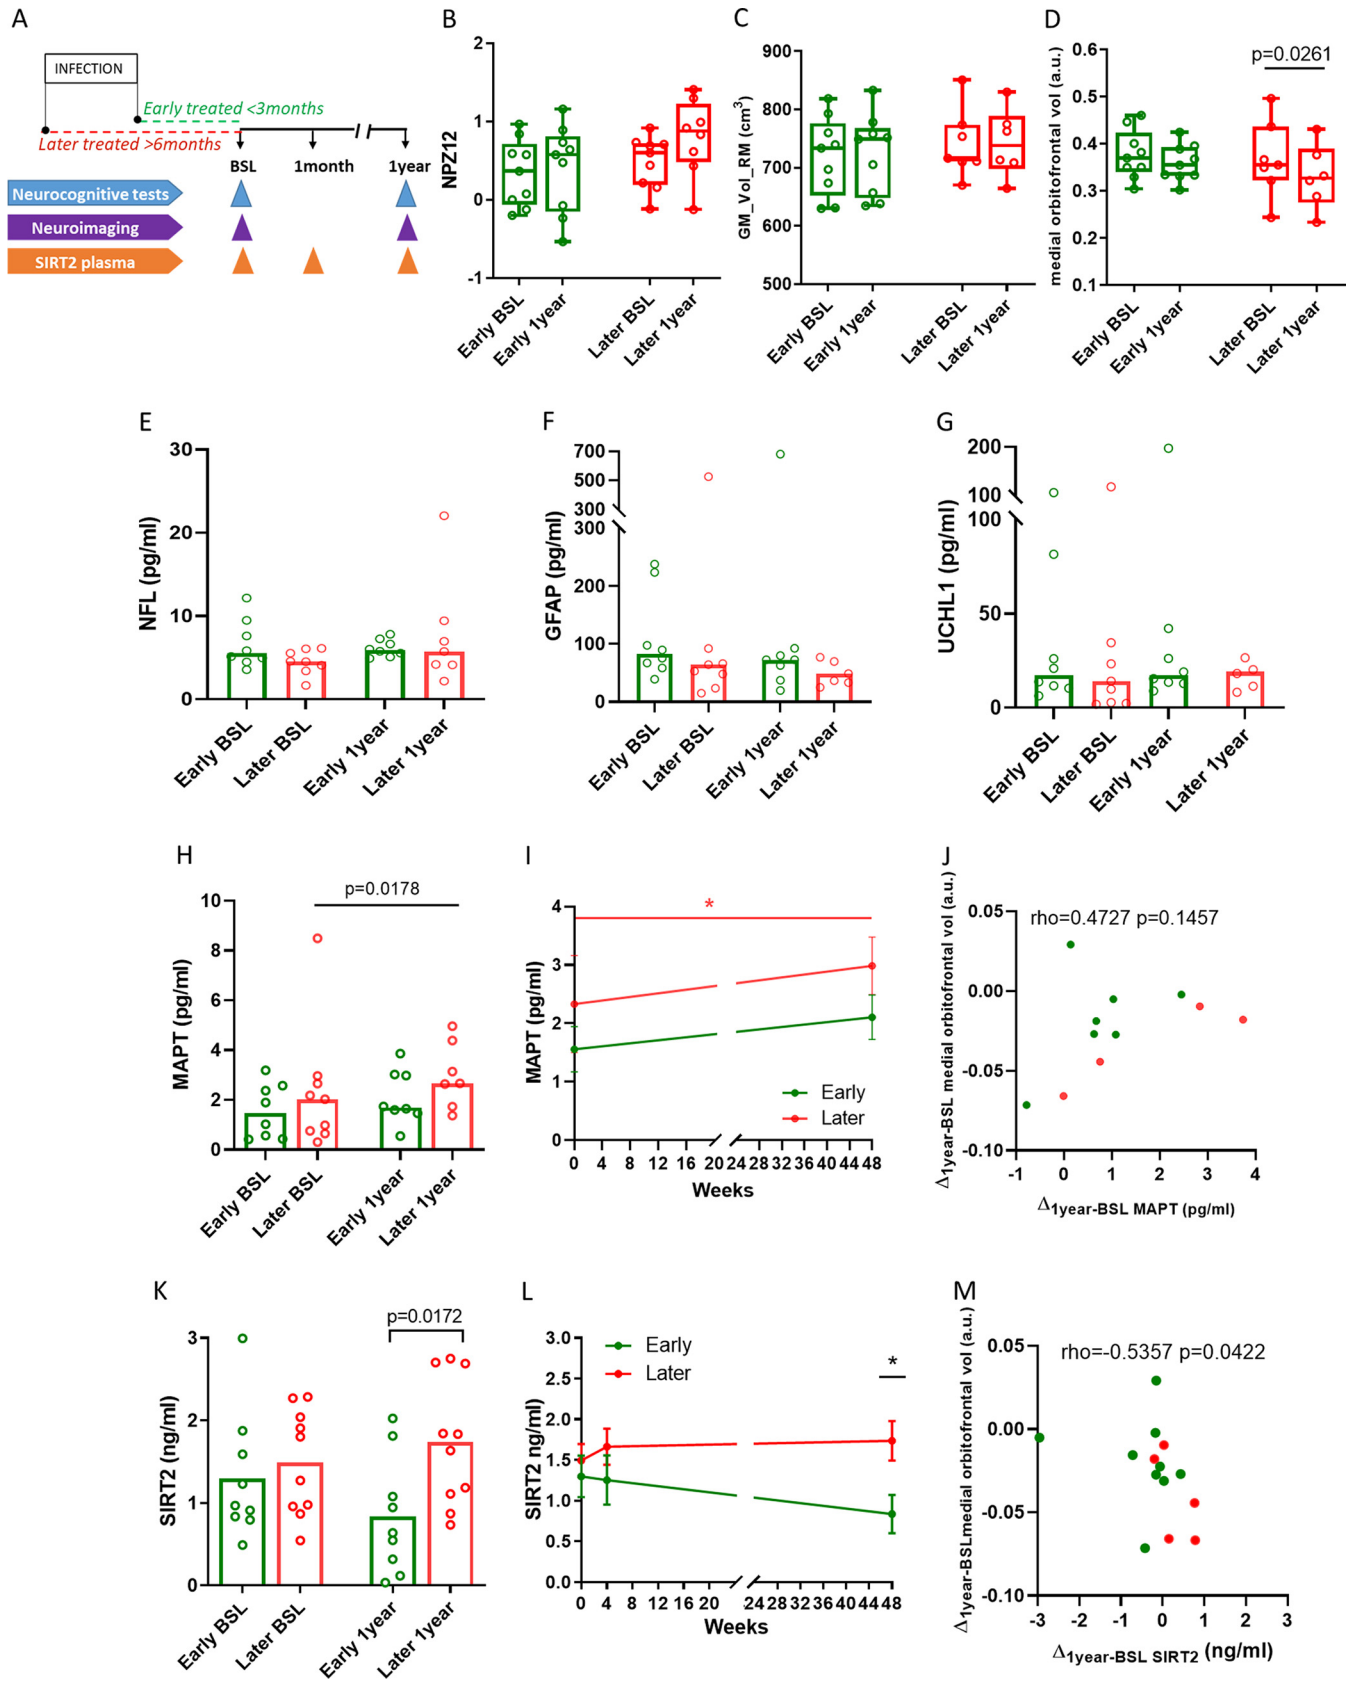 A
INFECTION
Early treated <3months
Later treated >6months
BSL
1month
1year
Neurocognitive tests
Neuroimaging
SIRT2 plasma
B
NPZ12
2
1
0
-1
Early BSL
Early 1year
Later BSL
Later 1year
C
GM_Vol_RM (cm³)
900
800
700
600
500
Early BSL
Early 1year
Later BSL
Later 1year
D
medial orbitofrontal vol (a.u.)
0.6
0.5
0.4
0.3
0.2
0.1
p=0.0261
Early BSL
Early 1year
Later BSL
Later 1year
E
NFL (pg/ml)
30
20
10
0
Early BSL
Later BSL
Early 1year
Later 1year
F
GFAP (pg/ml)
700
500
300
300
200
100
0
Early BSL
Later BSL
Early 1year
Later 1year
G
UCHL1 (pg/ml)
200
100
100
50
0
Early BSL
Later BSL
Early 1year
Later 1year
H
MAPT (pg/ml)
10
8
6
4
2
0
p=0.0178
Early BSL
Later BSL
Early 1year
Later 1year
I
MAPT (pg/ml)
4
3
2
1
0
*
Early
Later
0 4 8 12 16 20 24 28 32 36 40 44 48
Weeks
J
Δ1year-BSL medial orbitofrontal vol (a.u.)
0.05
0.00
-0.05
-0.10
rho=0.4727 p=0.1457
-1 0 1 2 3 4
Δ1year-BSL MAPT (pg/ml)
K
SIRT2 (ng/ml)
3
2
1
0
p=0.0172
Early BSL
Later BSL
Early 1year
Later 1year
L
SIRT2 ng/ml)
3.0
2.5
2.0
1.5
1.0
0.5
0.0
Early
Later
*
0 4 8 12 16 20 24 28 32 36 40 44 48
Weeks
M
Δ1year-BSLmedial orbitofrontal vol (a.u.)
0.05
0.00
-0.05
-0.10
rho=-0.5357 p=0.0422
-3 -2 -1 0 1 2 3
Δ1year-BSL SIRT2 (ng/ml)